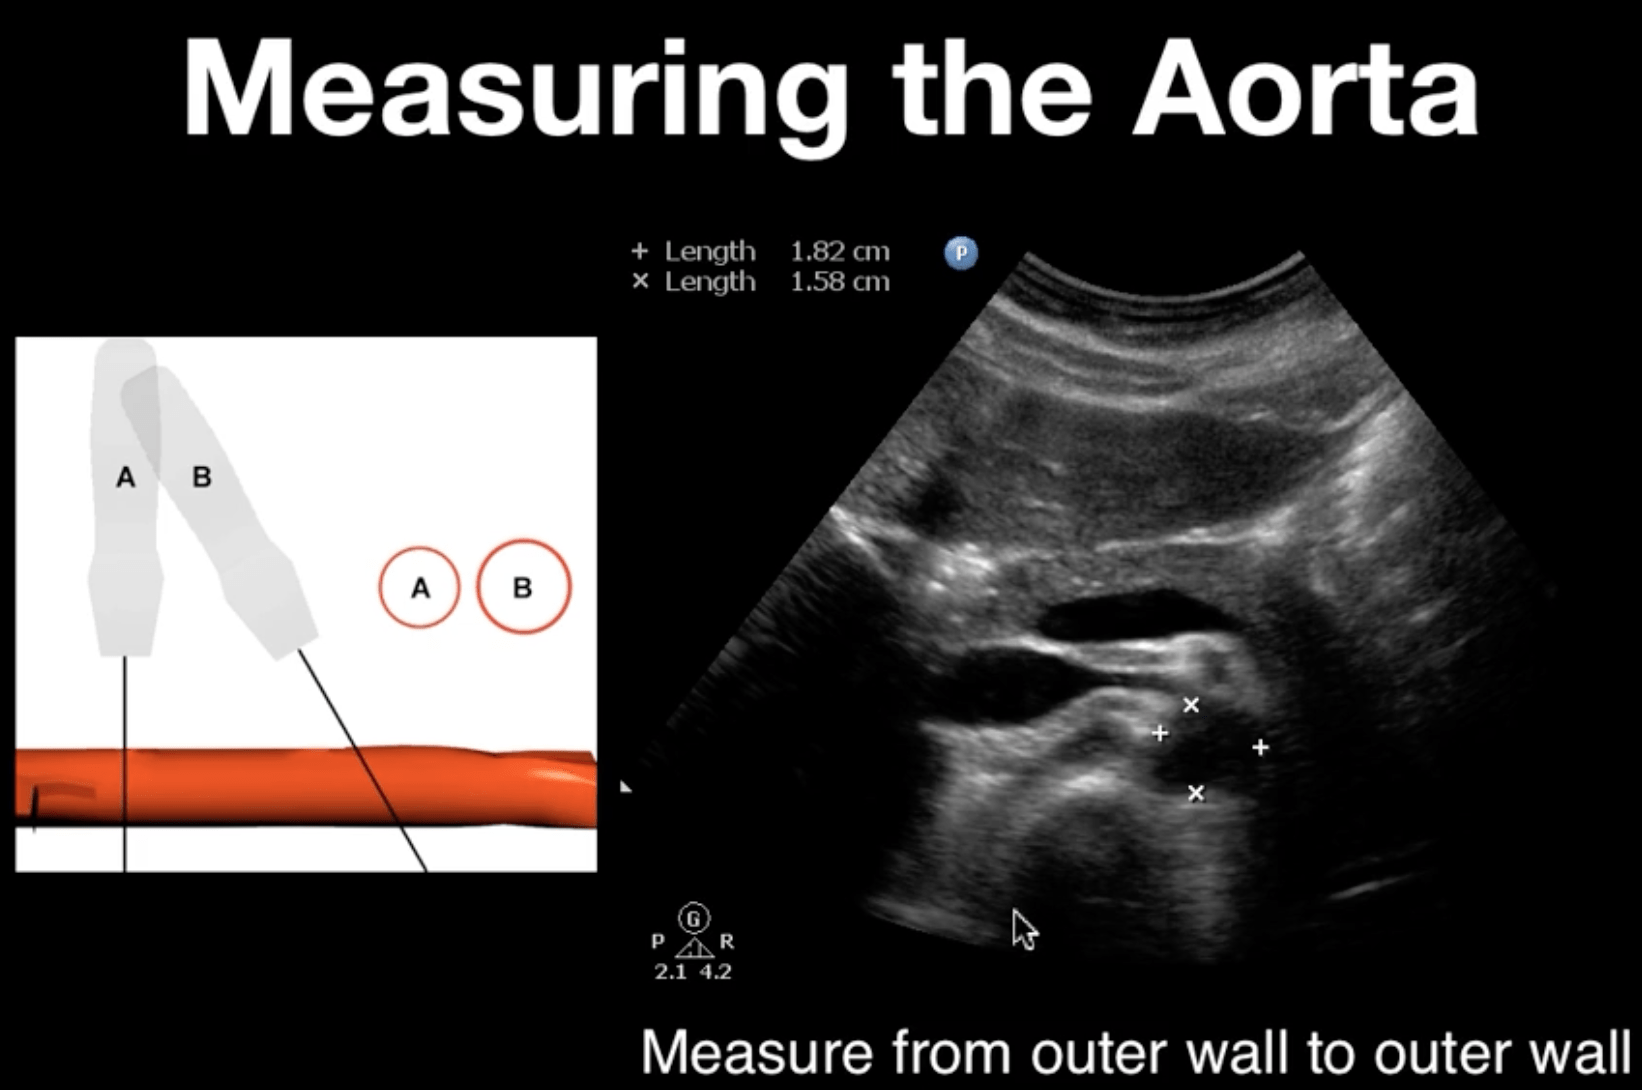 Measuring the Aorta
+ Length 1.82 cm
× Length 1.58 cm
P
A B
A B
G
P R
2.1 4.2
Measure from outer wall to outer wall